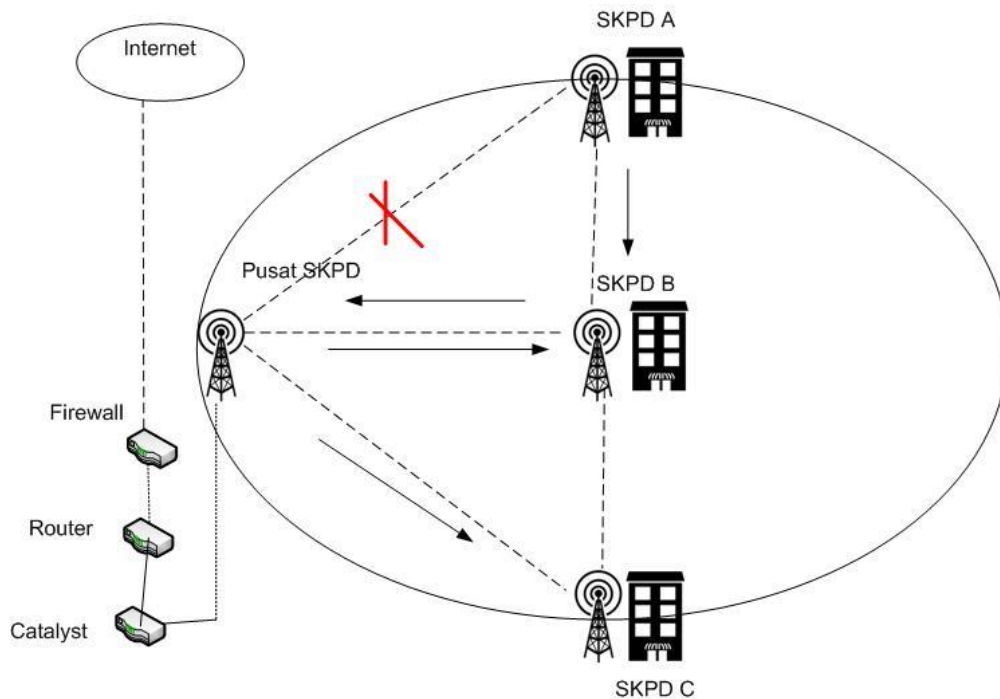 Internet
SKPD A
Pusat SKPD
SKPD B
Firewall
Router
Catalyst
SKPD C